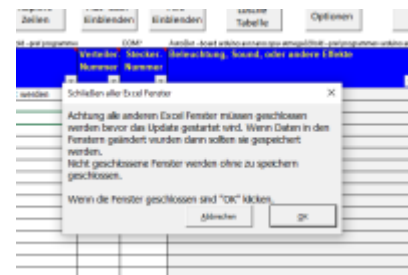 Zeilen
Einblenden
Einblenden
Lösche
Tabelle
Optionen
COM?
Verteiler-
Nummer
Stecker-
Nummer
Beleuchtung, Sound, oder andere Effekte
werden
Schließen aller Excel Fenster
Achtung alle anderen Excel Fenster müssen geschlossen
werden bevor das Update gestartet wird. Wenn Daten in den
Fenstern geändert wurden dann sollten sie gespeichert
werden.
Nicht geschlossene Fenster werden ohne zu speichern
geschlossen.
Wenn die Fenster geschlossen sind "OK" klicken.
Abbrechen
OK